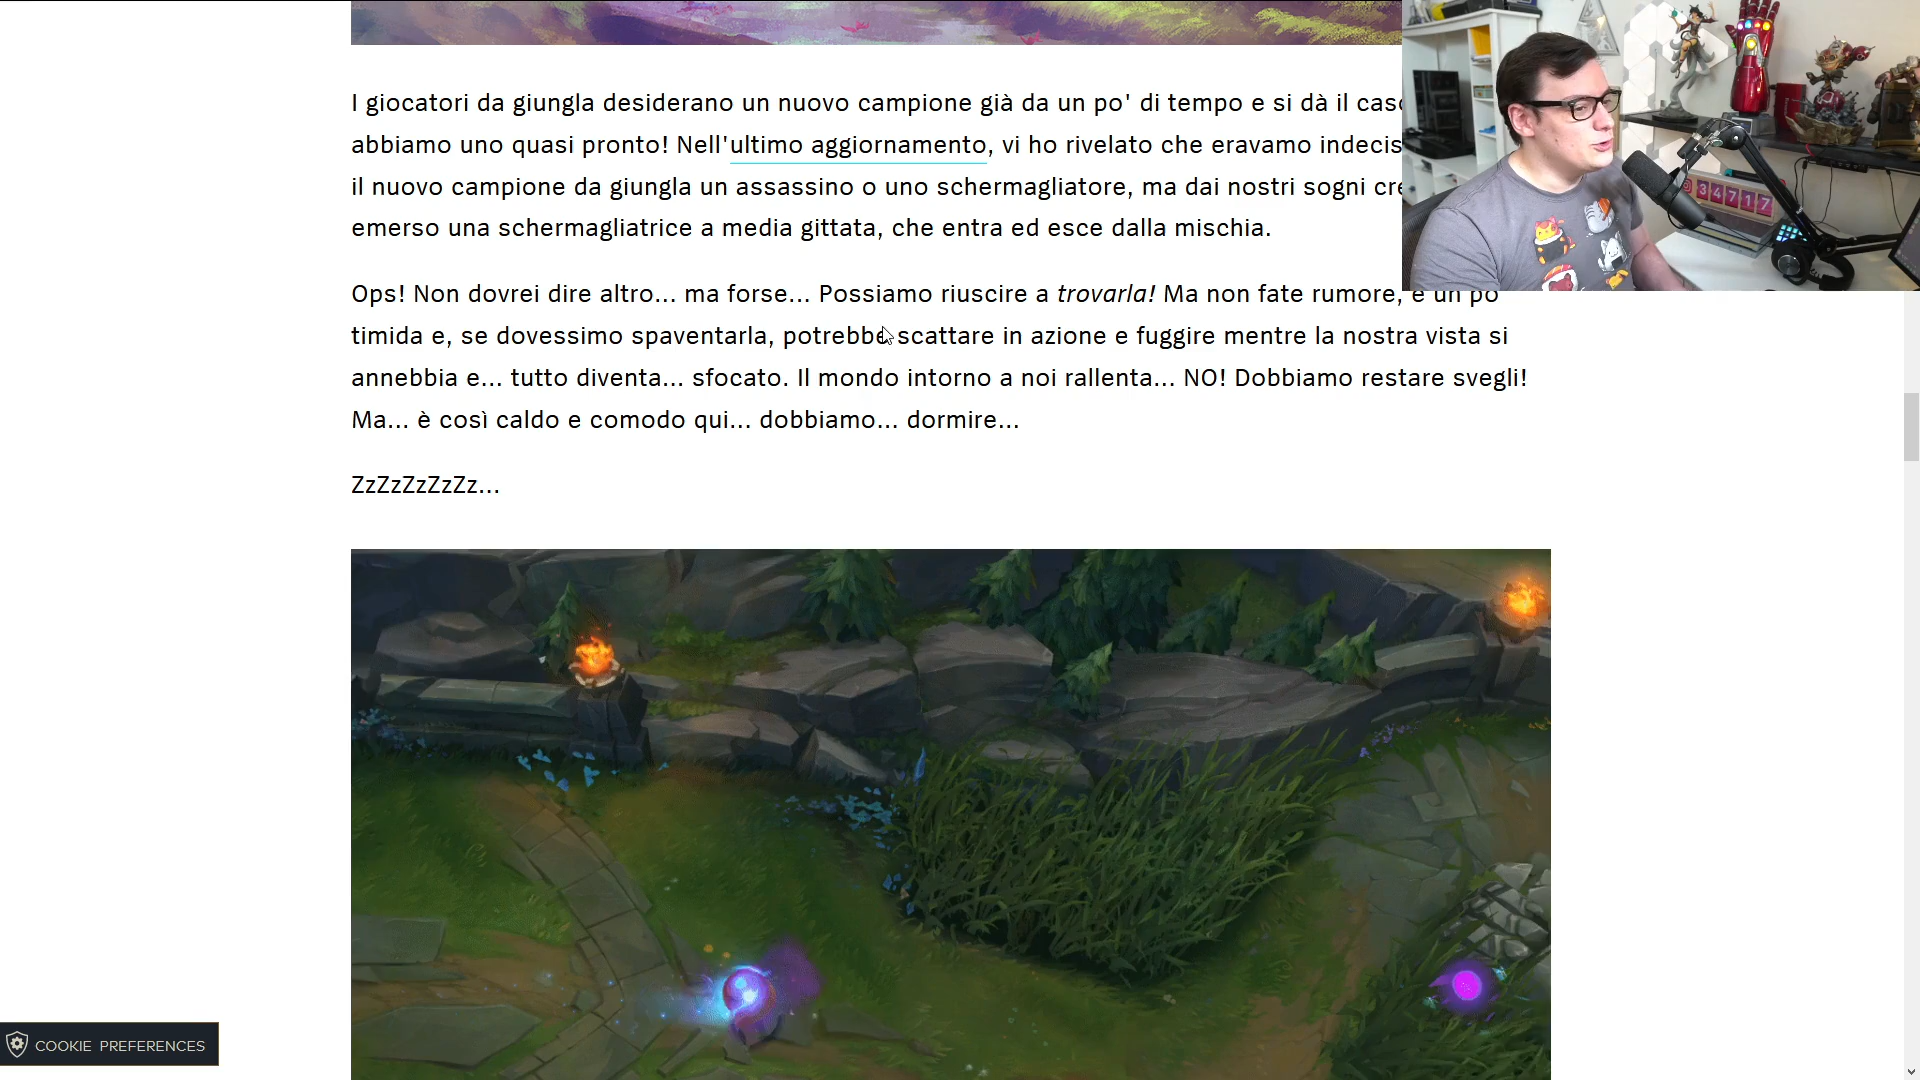 I giocatori da giungla desiderano un nuovo campione già da un po' di tempo e si dà il caso
abbiamo uno quasi pronto! Nell'ultimo aggiornamento, vi ho rivelato che eravamo indecis
il nuovo campione da giungla un assassino o uno schermagliatore, ma dai nostri sogni cre
emerso una schermagliatrice a media gittata, che entra ed esce dalla mischia.
Ops! Non dovrei dire altro... ma forse... Possiamo riuscire a trovarla! Ma non fate rumore, è un po'
timida e, se dovessimo spaventarla, potrebbe scattare in azione e fuggire mentre la nostra vista si
annebbia e... tutto diventa... sfocato. Il mondo intorno a noi rallenta... NO! Dobbiamo restare svegli!
Ma... è così caldo e comodo qui... dobbiamo... dormire...
ZzZzZzZzZz...
34717
COOKIE PREFERENCES